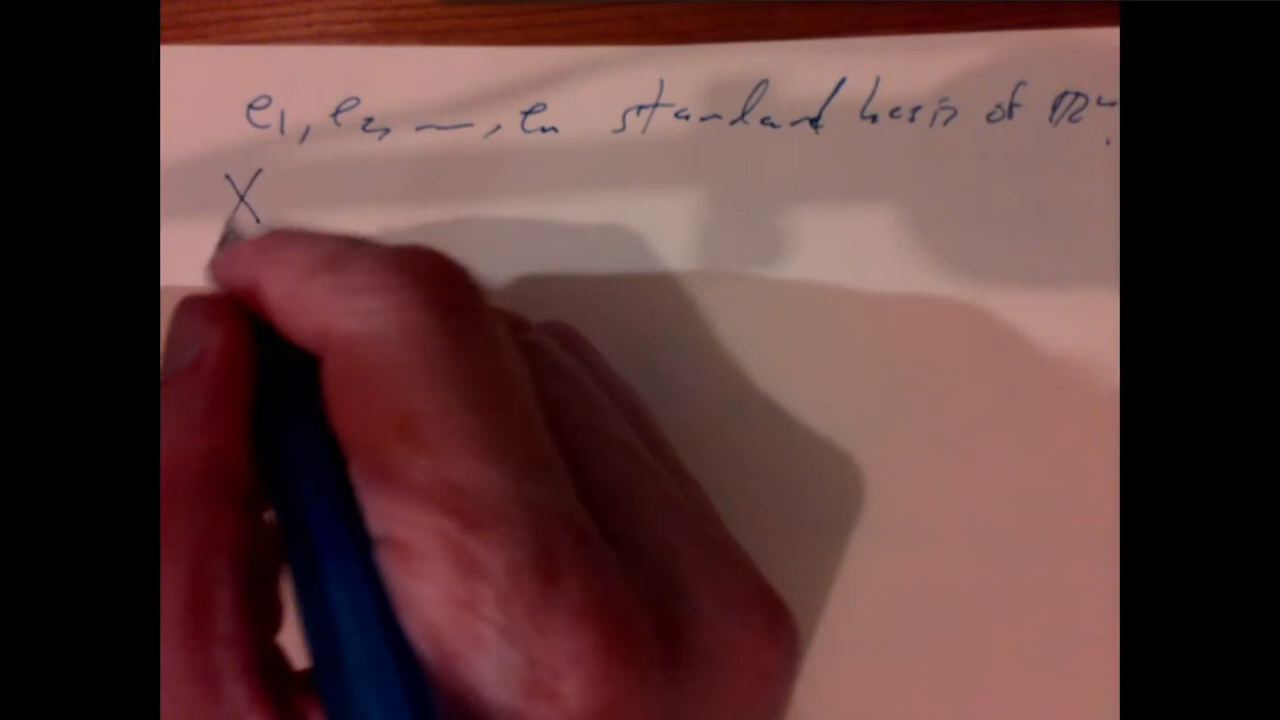 e₁, e₂, —, eₙ standard basis of ℝⁿ.
X